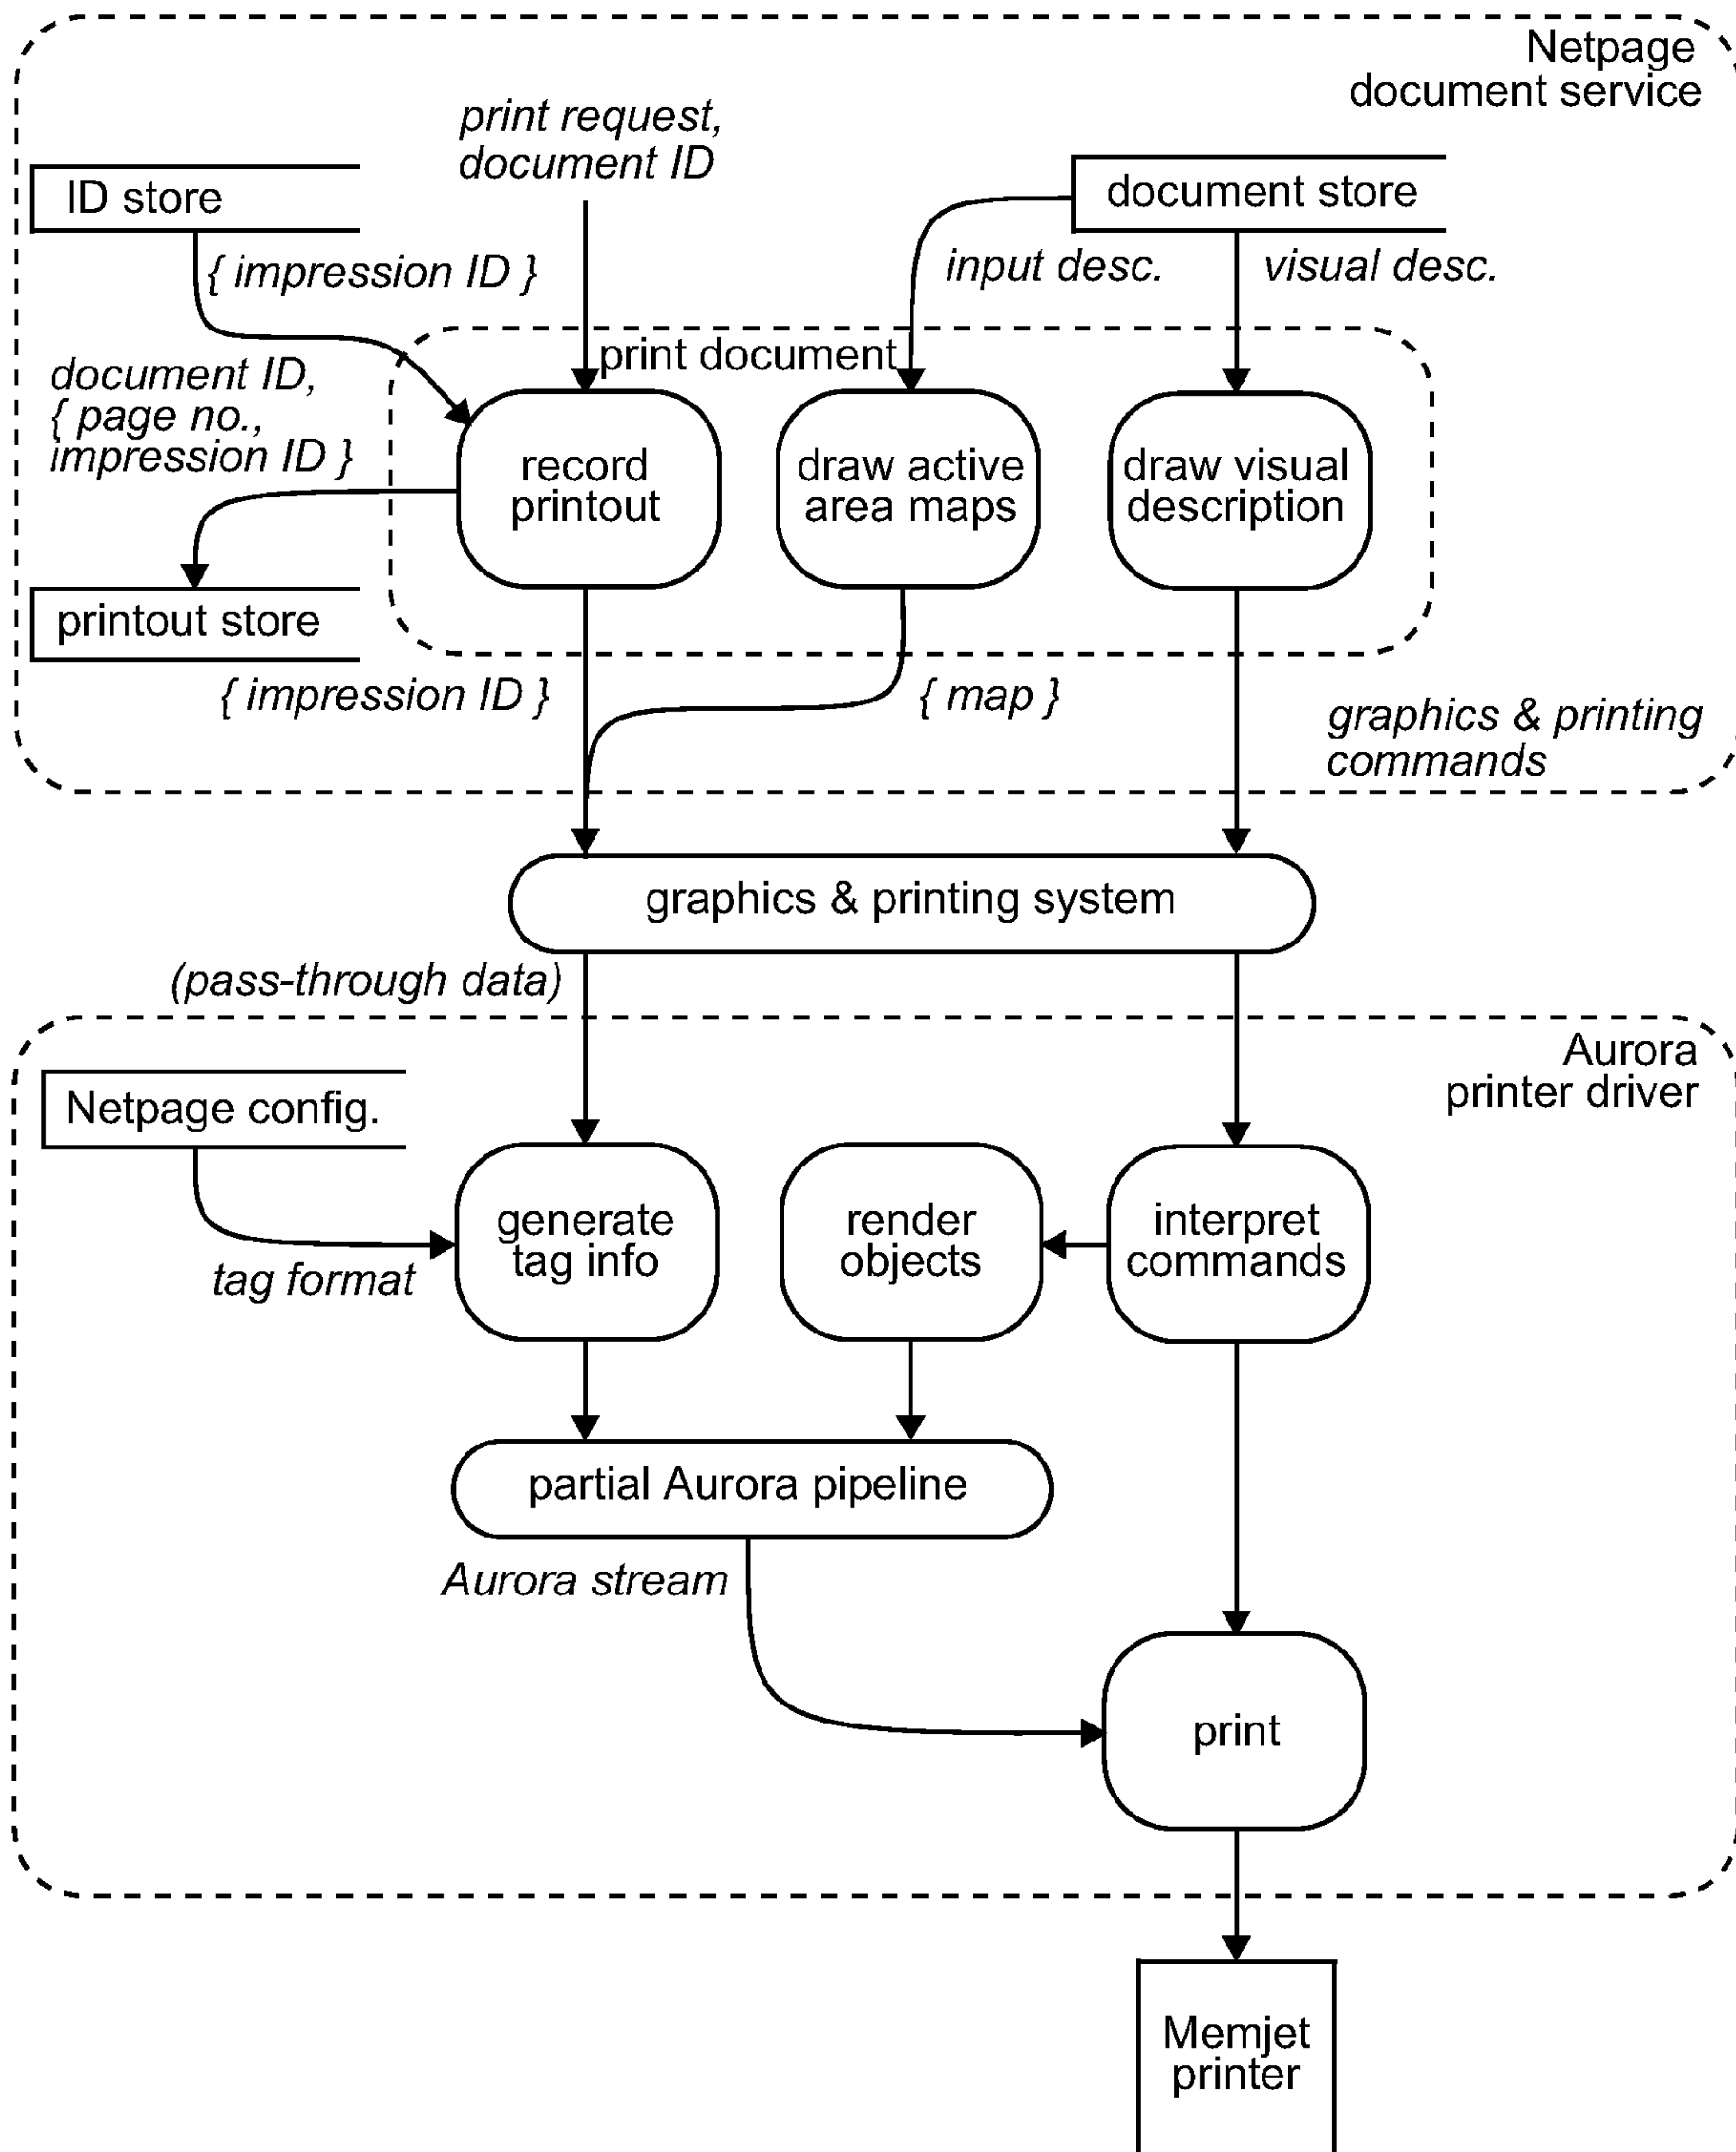 Netpage
document service
print request,
document ID
ID store
document store
{ impression ID }
input desc.
visual desc.
print document
document ID,
{ page no.,
impression ID }
record
printout
draw active
area maps
draw visual
description
printout store
{ impression ID }
{ map }
graphics & printing
commands
graphics & printing system
(pass-through data)
Aurora
printer driver
Netpage config.
generate
tag info
render
objects
interpret
commands
tag format
partial Aurora pipeline
Aurora stream
print
Memjet
printer